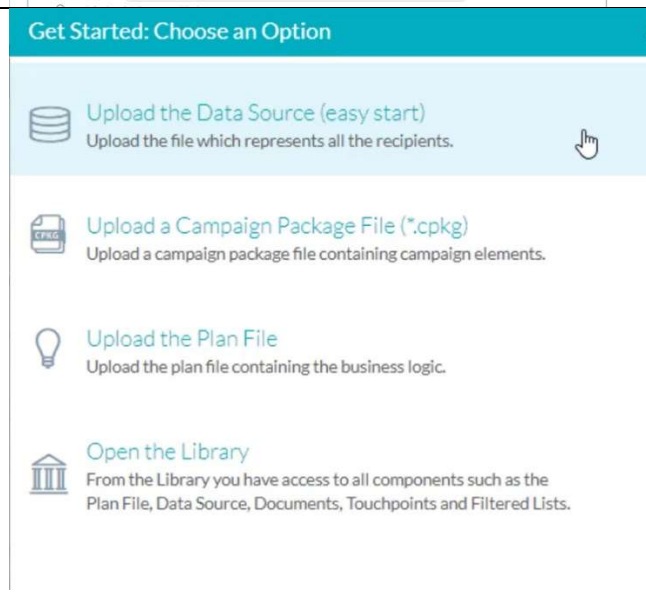 Get Started: Choose an Option
Upload the Data Source (easy start)
Upload the file which represents all the recipients.
CPKG
Upload a Campaign Package File (*.cpkg)
Upload a campaign package file containing campaign elements.
Upload the Plan File
Upload the plan file containing the business logic.
Open the Library
From the Library you have access to all components such as the
Plan File, Data Source, Documents, Touchpoints and Filtered Lists.